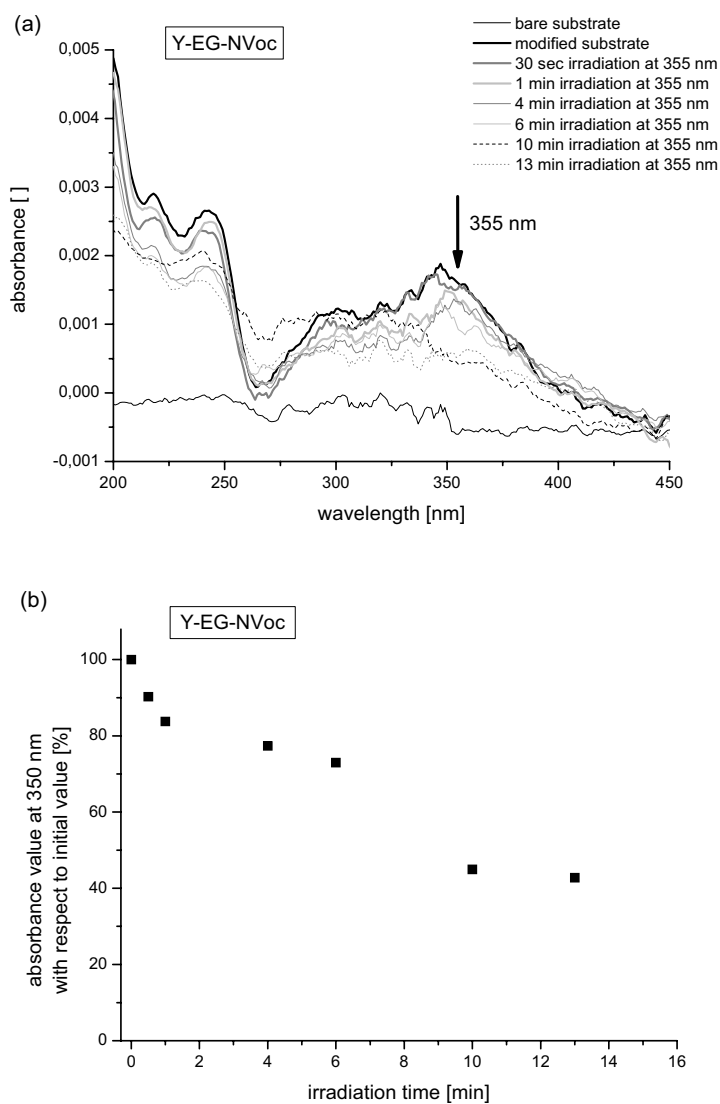 (a)
Y-EG-NVoc
bare substrate
modified substrate
30 sec irradiation at 355 nm
1 min irradiation at 355 nm
4 min irradiation at 355 nm
6 min irradiation at 355 nm
10 min irradiation at 355 nm
13 min irradiation at 355 nm
355 nm
0,005
0,004
0,003
0,002
0,001
0,000
-0,001
absorbance [ ]
200
250
300
350
400
450
wavelength [nm]
(b)
Y-EG-NVoc
100
80
60
40
20
0
absorbance value at 350 nm
with respect to initial value [%]
0
2
4
6
8
10
12
14
16
irradiation time [min]